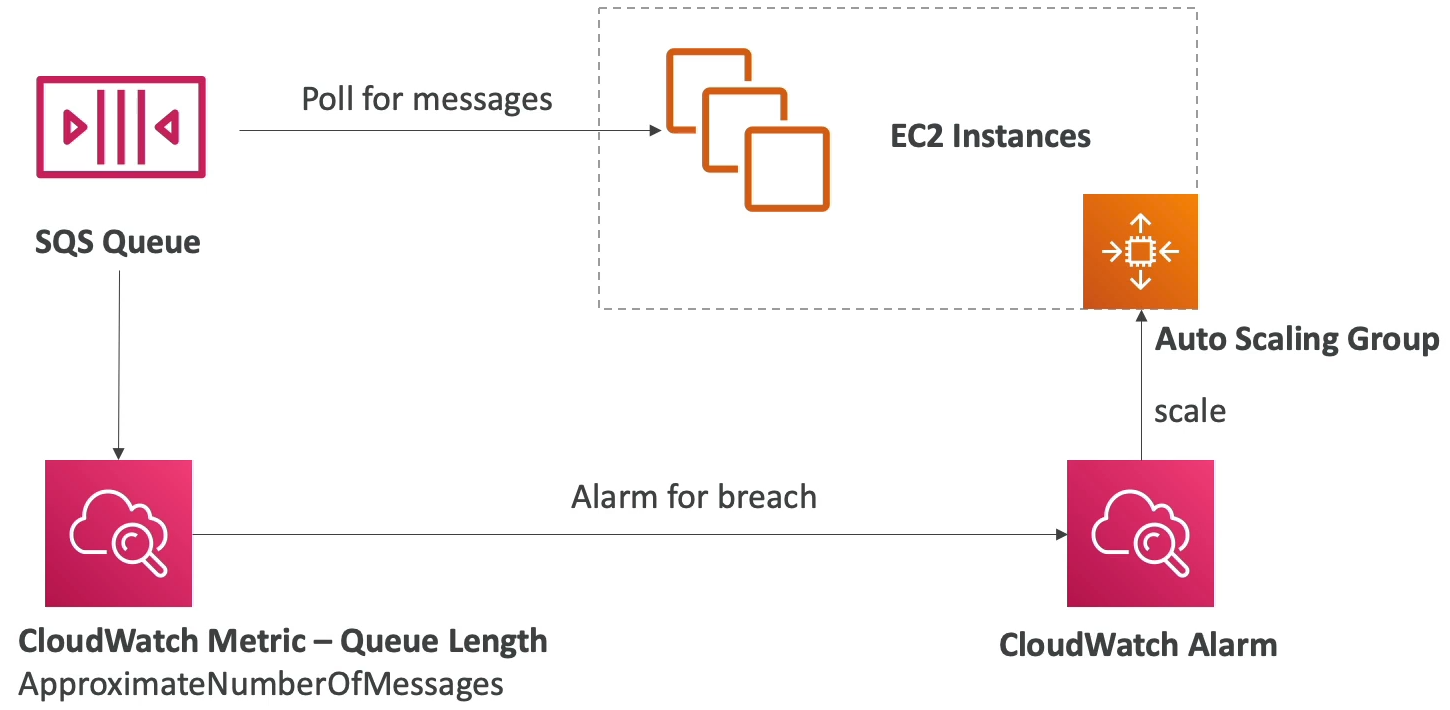 Poll for messages
EC2 Instances
SQS Queue
Auto Scaling Group
scale
Alarm for breach
CloudWatch Metric – Queue Length
ApproximateNumberOfMessages
CloudWatch Alarm